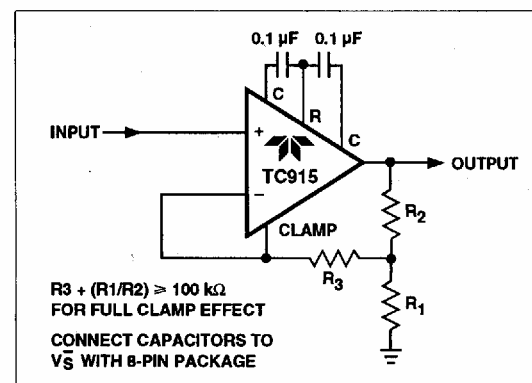 0.1 µF 0.1 µF
C
R
INPUT
+
C
TC915
OUTPUT
−
R2
CLAMP
R3
R1
R3 + (R1/R2) ⩾ 100 kΩ
FOR FULL CLAMP EFFECT
CONNECT CAPACITORS TO
VS̅ WITH 8-PIN PACKAGE